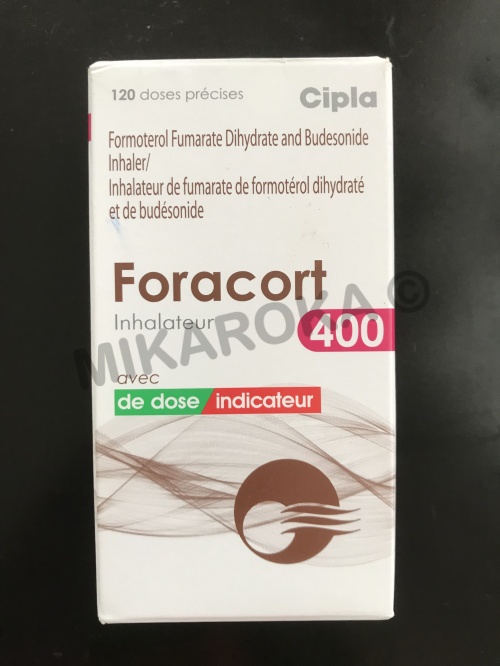 120 doses précises
Cipla
Formoterol Fumarate Dihydrate and Budesonide
Inhaler/
Inhalateur de fumarate de formotérol dihydraté
et de budésonide
Foracort
Inhalateur
400
avec
de dose indicateur
MIKAROKA ©